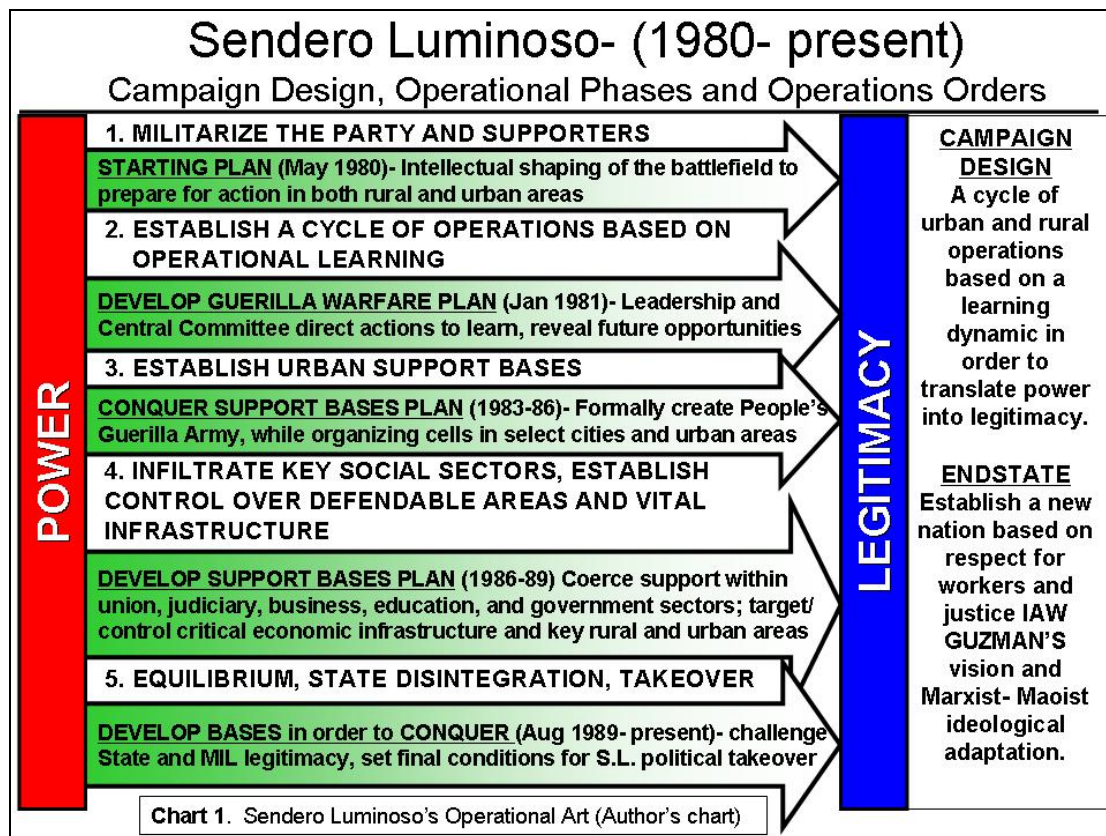 Sendero Luminoso- (1980- present)
Campaign Design, Operational Phases and Operations Orders
POWER
1. MILITARIZE THE PARTY AND SUPPORTERS
STARTING PLAN (May 1980)- Intellectual shaping of the battlefield to
prepare for action in both rural and urban areas
2. ESTABLISH A CYCLE OF OPERATIONS BASED ON
OPERATIONAL LEARNING
DEVELOP GUERILLA WARFARE PLAN (Jan 1981)- Leadership and
Central Committee direct actions to learn, reveal future opportunities
3. ESTABLISH URBAN SUPPORT BASES
CONQUER SUPPORT BASES PLAN (1983-86)- Formally create People's
Guerilla Army, while organizing cells in select cities and urban areas
4. INFILTRATE KEY SOCIAL SECTORS, ESTABLISH
CONTROL OVER DEFENDABLE AREAS AND VITAL
INFRASTRUCTURE
DEVELOP SUPPORT BASES PLAN (1986-89) Coerce support within
union, judiciary, business, education, and government sectors; target/
control critical economic infrastructure and key rural and urban areas
5. EQUILIBRIUM, STATE DISINTEGRATION, TAKEOVER
DEVELOP BASES in order to CONQUER (Aug 1989- present)- challenge
State and MIL legitimacy, set final conditions for S.L. political takeover
LEGITIMACY
CAMPAIGN
DESIGN
A cycle of
urban and rural
operations
based on a
learning
dynamic in
order to
translate power
into legitimacy.
ENDSTATE
Establish a new
nation based on
respect for
workers and
justice IAW
GUZMAN'S
vision and
Marxist- Maoist
ideological
adaptation.
Chart 1. Sendero Luminoso's Operational Art (Author's chart)